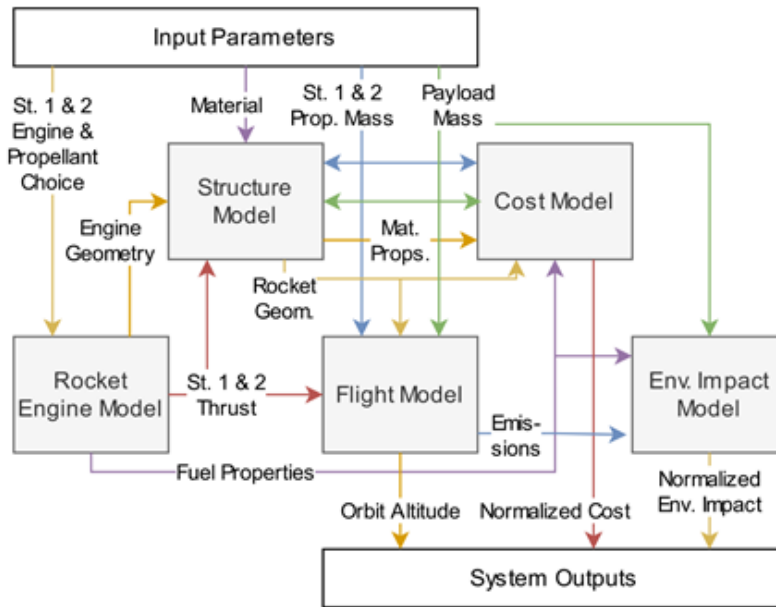 Input Parameters
St. 1 & 2
Engine &
Propellant
Choice
Material
St. 1 & 2
Prop. Mass
Payload
Mass
Structure
Model
Cost Model
Engine
Geometry
Mat.
Props.
Rocket
Geom.
Rocket
Engine Model
St. 1 & 2
Thrust
Flight Model
Env. Impact
Model
Emis-
sions
Fuel Properties
Orbit Altitude
Normalized Cost
Normalized
Env. Impact
System Outputs